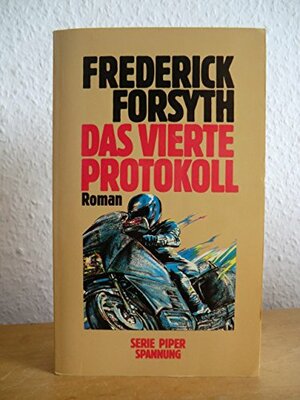 FREDERICK
FORSYTH
DAS VIERTE
PROTOKOLL
Roman
SERIE PIPER
SPANNUNG